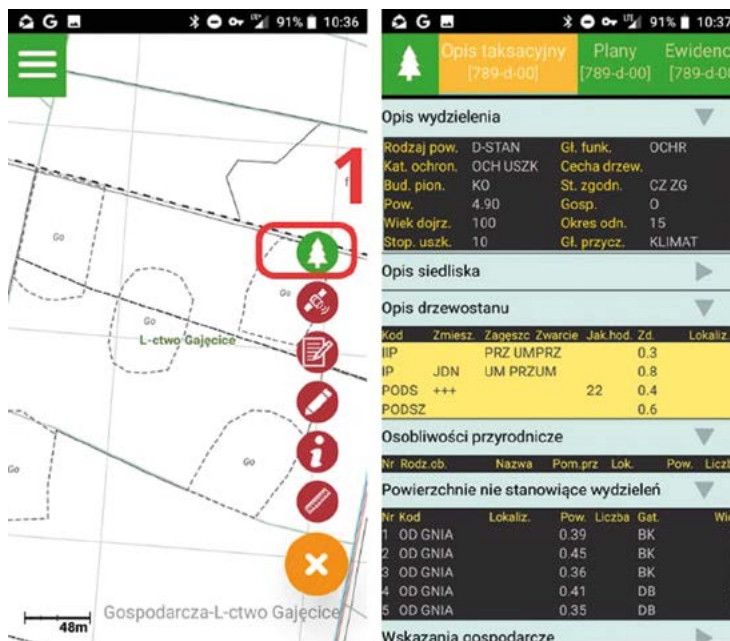 G 91% 10:36
1
Go
Go
Go
L-ctwo Gajęcice
Go
Go
48m
Gospodarcza-L-ctwo Gajęcice
G LTE 91% 10:37
Opis taksacyjny Plany Ewidenc
[789-d-00] [789-d-00] [789-d-00
Opis wydzielenia
Rodzaj pow. D-STAN Gł. funk. OCHR
Kat. ochron. OCH USZK Cecha drzew.
Bud. pion. KO St. zgodn. CZ ZG
Pow. 4.90 Gosp. O
Wiek dojrz. 100 Okres odn. 15
Stop. uszk. 10 Gł. przycz. KLIMAT
Opis siedliska
Opis drzewostanu
Kod Zmiesz. Zagęszc Zwarcie Jak.hod. Zd. Lokaliz.
IIP PRZ UMPRZ 0.3
IP JDN UM PRZUM 0.8
PODS +++ 22 0.4
PODSZ 0.6
Osobliwości przyrodnicze
Nr Rodz.ob. Nazwa Pom.prz Lok. Pow. Liczb
Powierzchnie nie stanowiące wydzieleń
Nr Kod Lokaliz. Pow. Liczba Gat. Wie
1 OD GNIA 0.39 BK
2 OD GNIA 0.45 BK
3 OD GNIA 0.36 BK
4 OD GNIA 0.41 DB
5 OD GNIA 0.35 DB
Wskazania gospodarcze